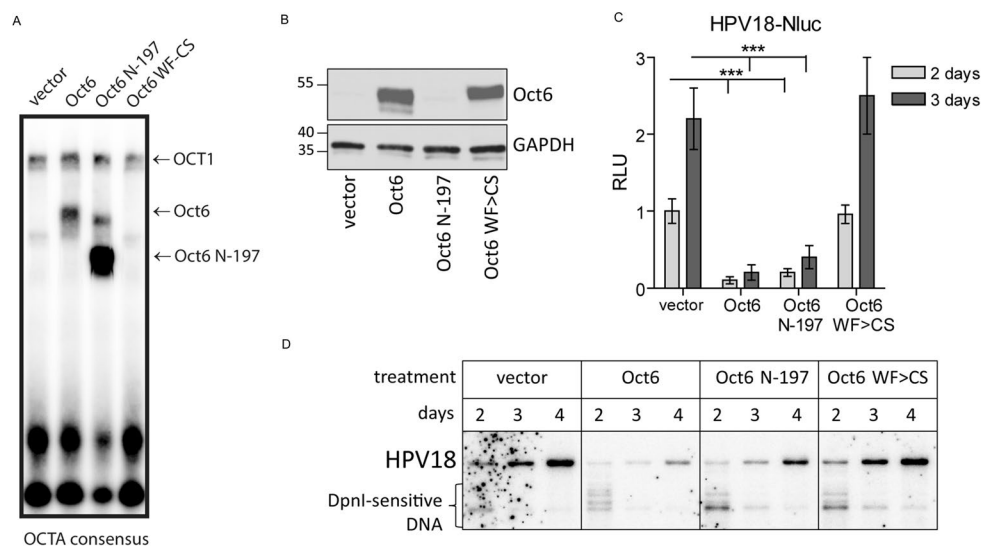 A
vector
Oct6
Oct6 N-197
Oct6 WF-CS
←OCT1
←Oct6
←Oct6 N-197
OCTA consensus
B
55
Oct6
40
35
GAPDH
vector
Oct6
Oct6 N-197
Oct6 WF>CS
C
HPV18-Nluc
RLU
3
2
1
0
***
***
2 days
3 days
vector
Oct6
Oct6 N-197
Oct6 WF>CS
D
treatment vector Oct6 Oct6 N-197 Oct6 WF>CS
days 2 3 4 2 3 4 2 3 4 2 3 4
HPV18
DpnI-sensitive
DNA